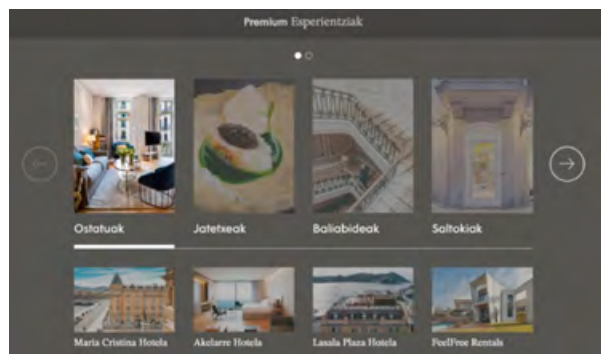 Premium Esperientziak
Ostatuak
Jatetxeak
Baliabideak
Saltokiak
Maria Cristina Hotela
Akelarre Hotela
Lasala Plaza Hotela
FeelFree Rentals